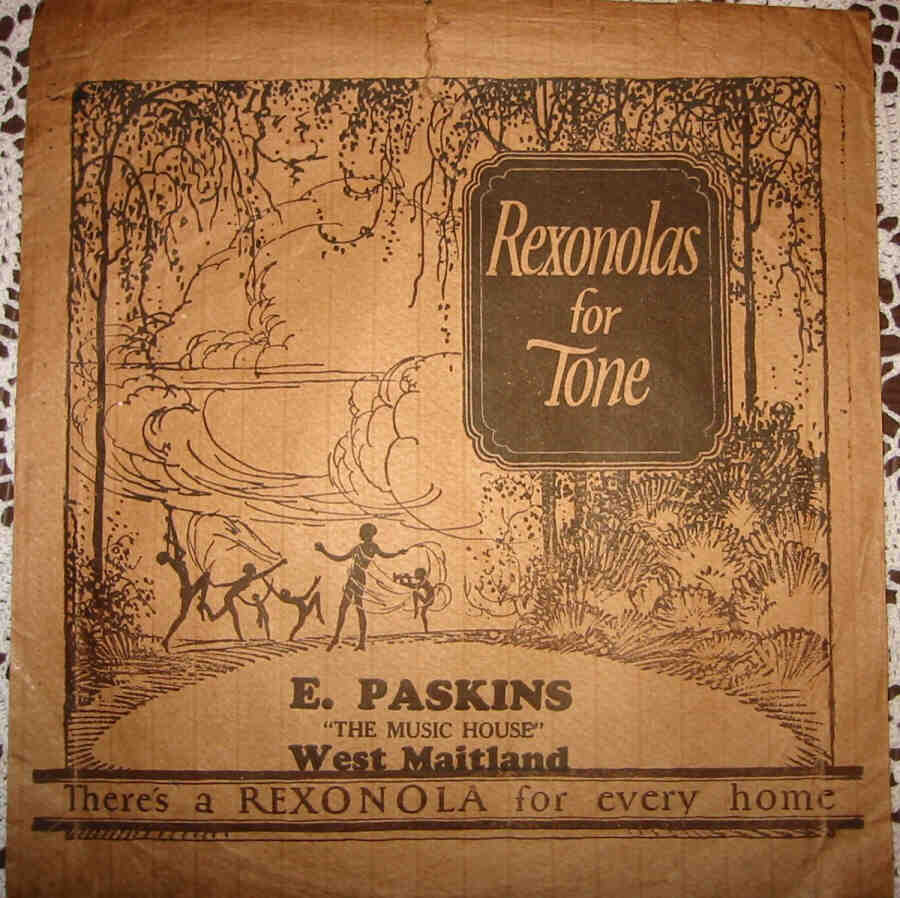 Rexonolas
for
Tone
E. PASKINS
"THE MUSIC HOUSE"
West Maitland
There's a REXONOLA for every home